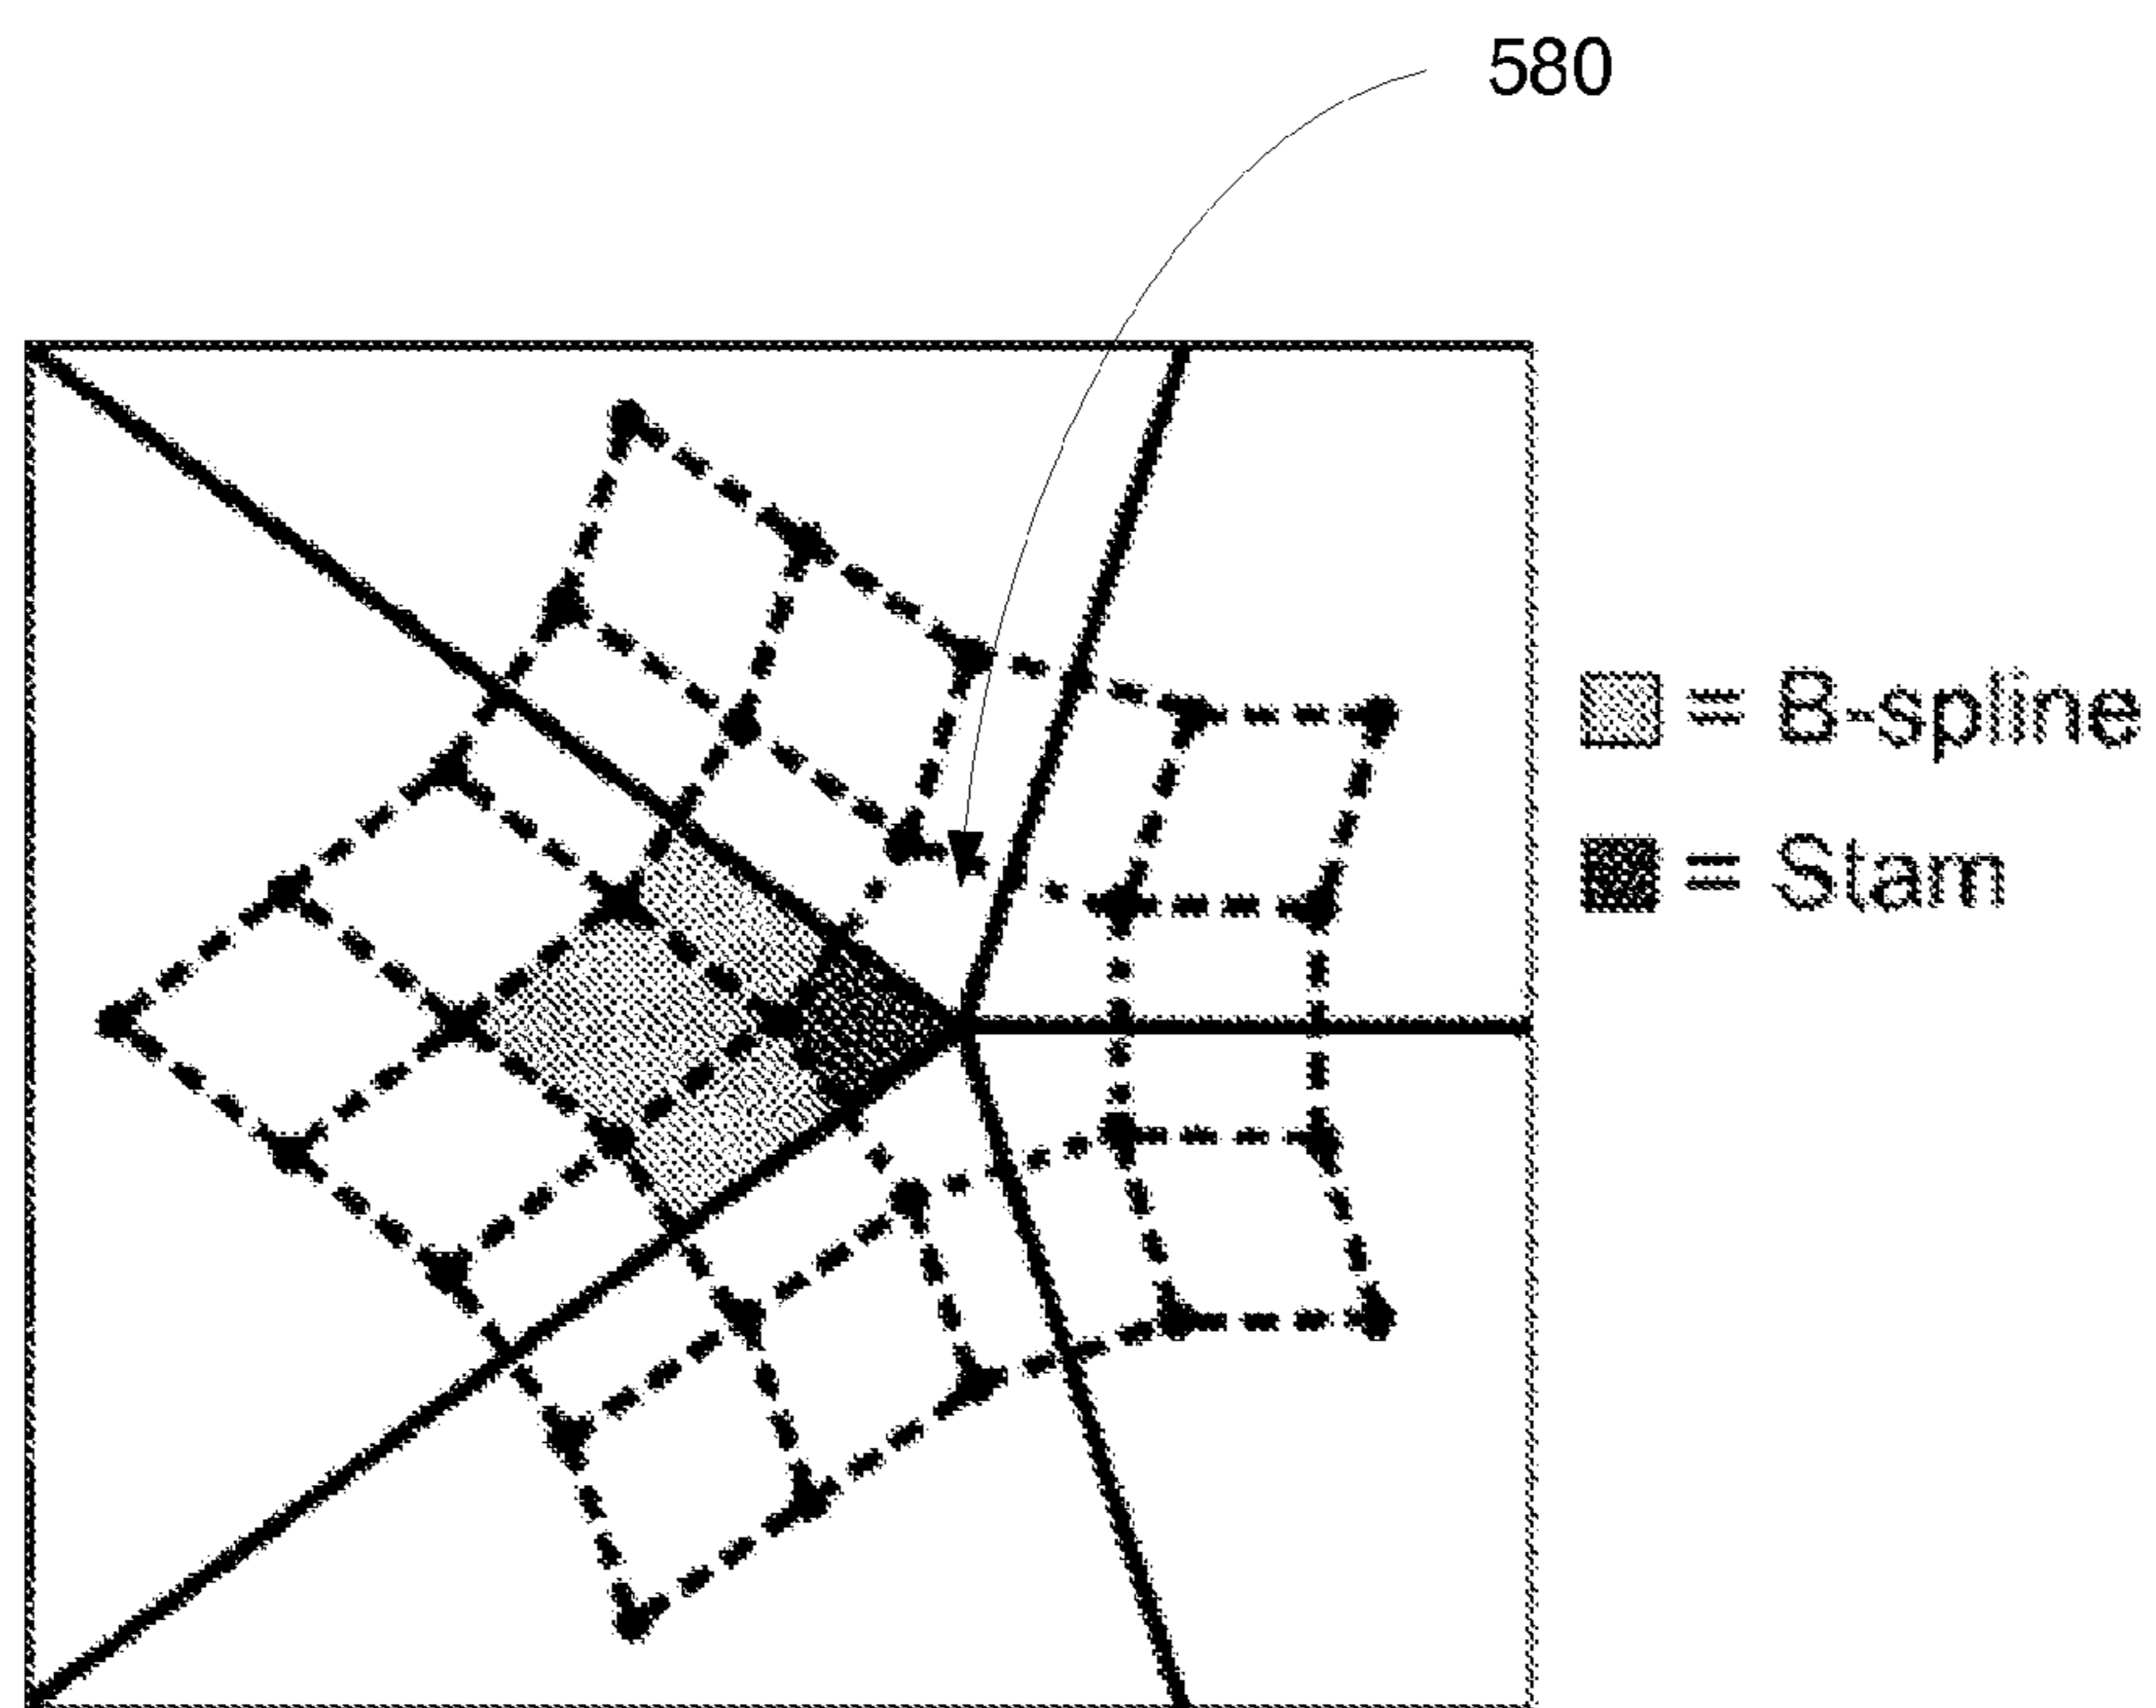 580
= B-spline
= Stam